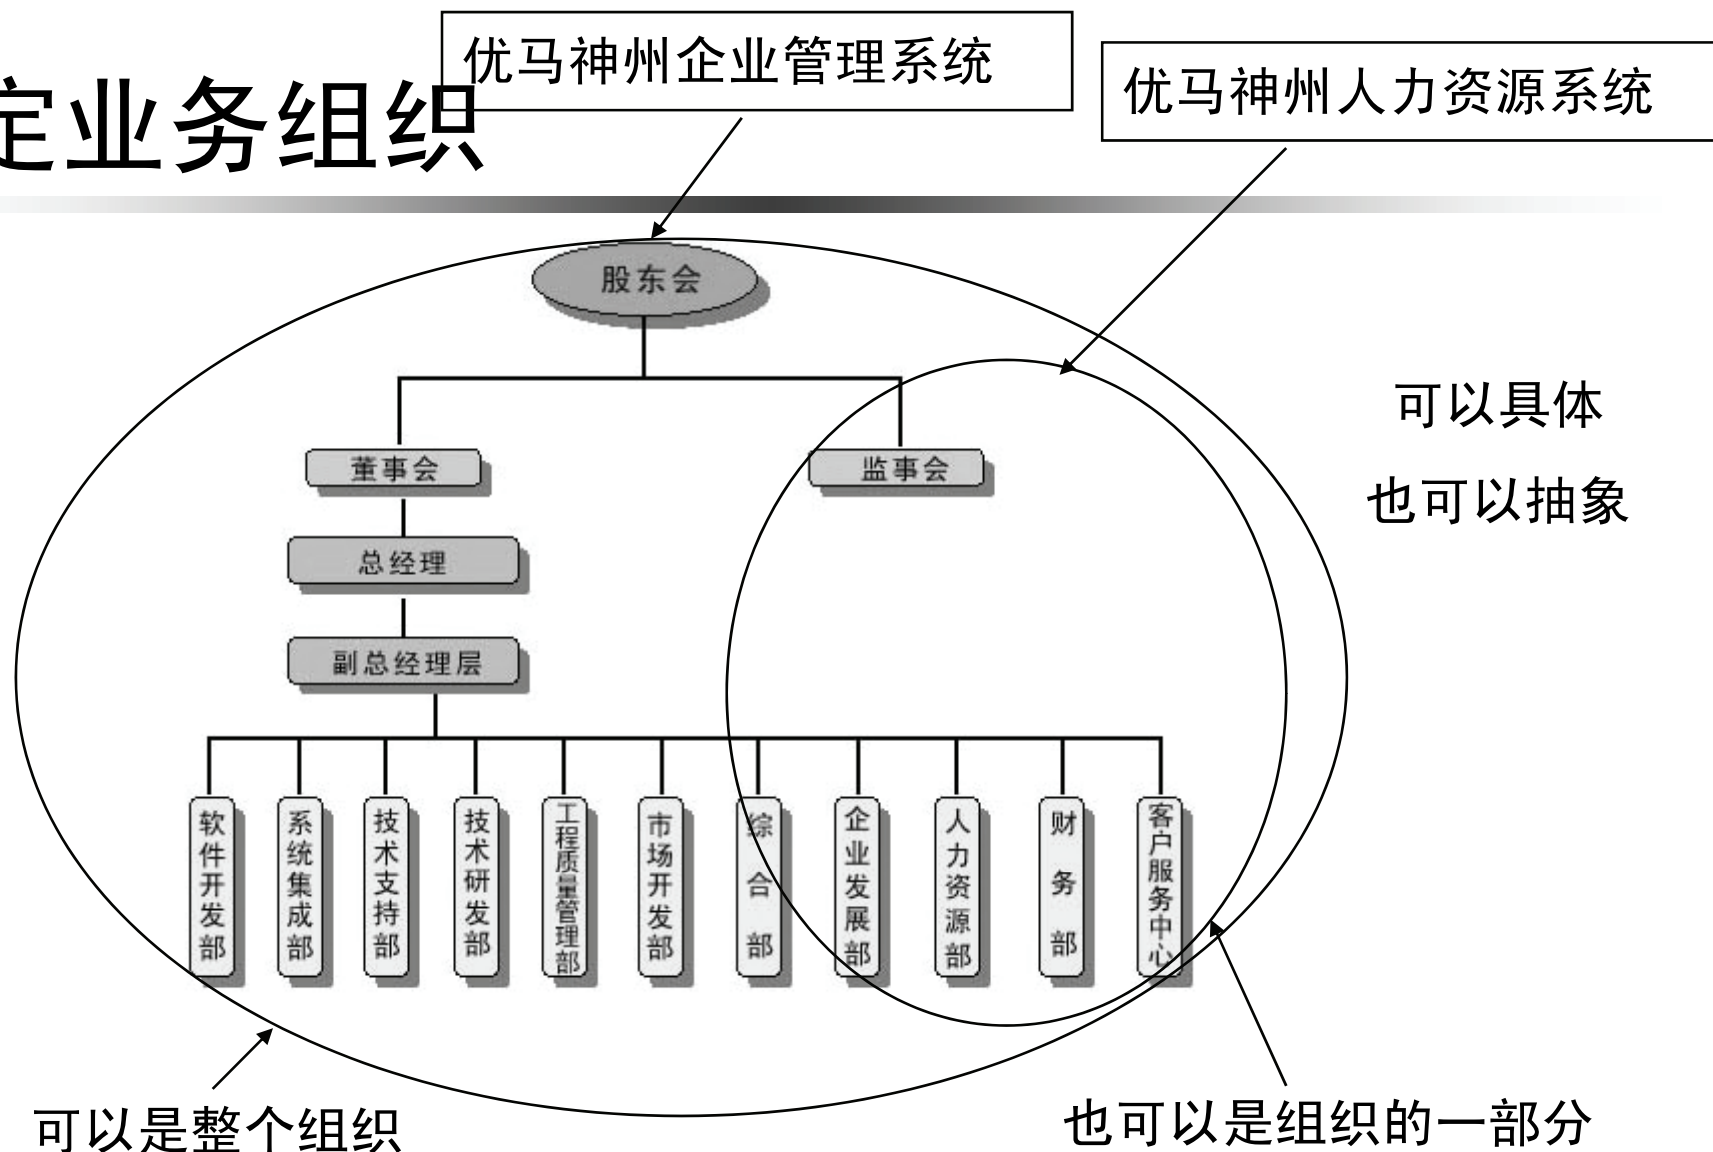 优马神州企业管理系统
优马神州人力资源系统
定业务组织
股东会
可以具体
也可以抽象
董事会
监事会
总经理
副总经理层
软件开发部
系统集成部
技术支持部
技术研发部
工程质量管理部
市场开发部
综合部
企业发展部
人力资源部
财务部
客户服务中心
可以是整个组织
也可以是组织的一部分